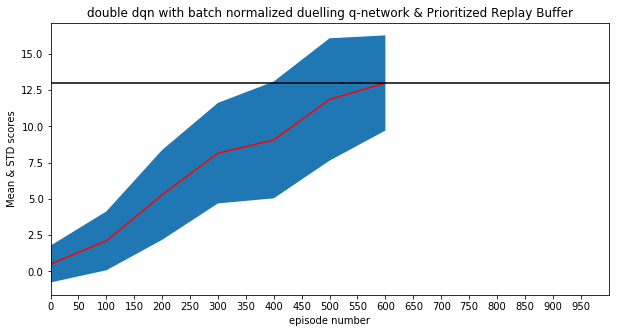 double dqn with batch normalized duelling q-network & Prioritized Replay Buffer
Mean & STD scores
15.0
12.5
10.0
7.5
5.0
2.5
0.0
0 50 100 150 200 250 300 350 400 450 500 550 600 650 700 750 800 850 900 950
episode number